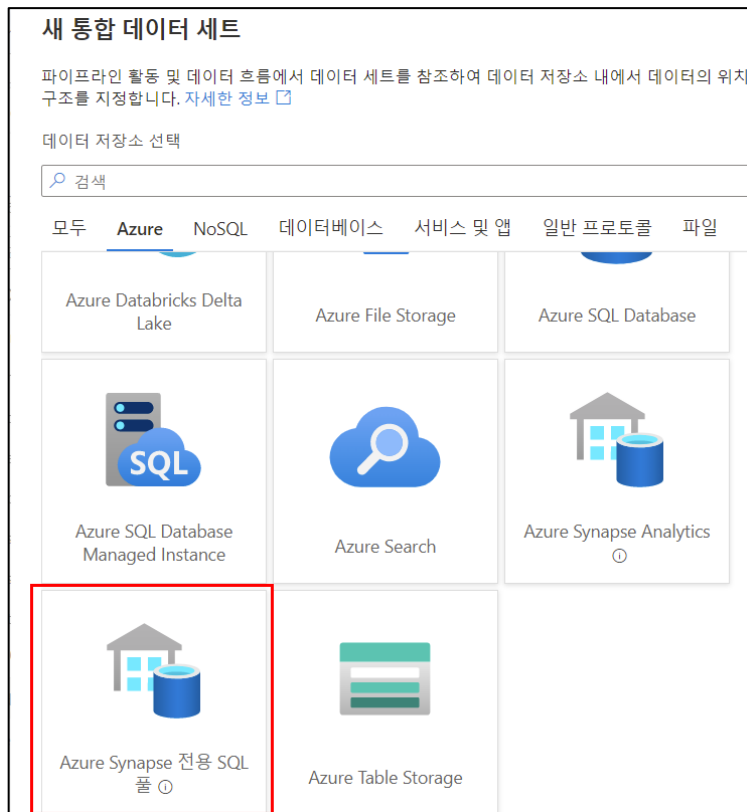 새 통합 데이터 세트
파이프라인 활동 및 데이터 흐름에서 데이터 세트를 참조하여 데이터 저장소 내에서 데이터의 위치
구조를 지정합니다. 자세한 정보
데이터 저장소 선택
검색
모두 Azure NoSQL 데이터베이스 서비스 및 앱 일반 프로토콜 파일
Azure Databricks Delta
Lake
Azure File Storage
Azure SQL Database
SQL
Azure SQL Database
Managed Instance
Azure Search
Azure Synapse Analytics
Azure Synapse 전용 SQL
풀
Azure Table Storage